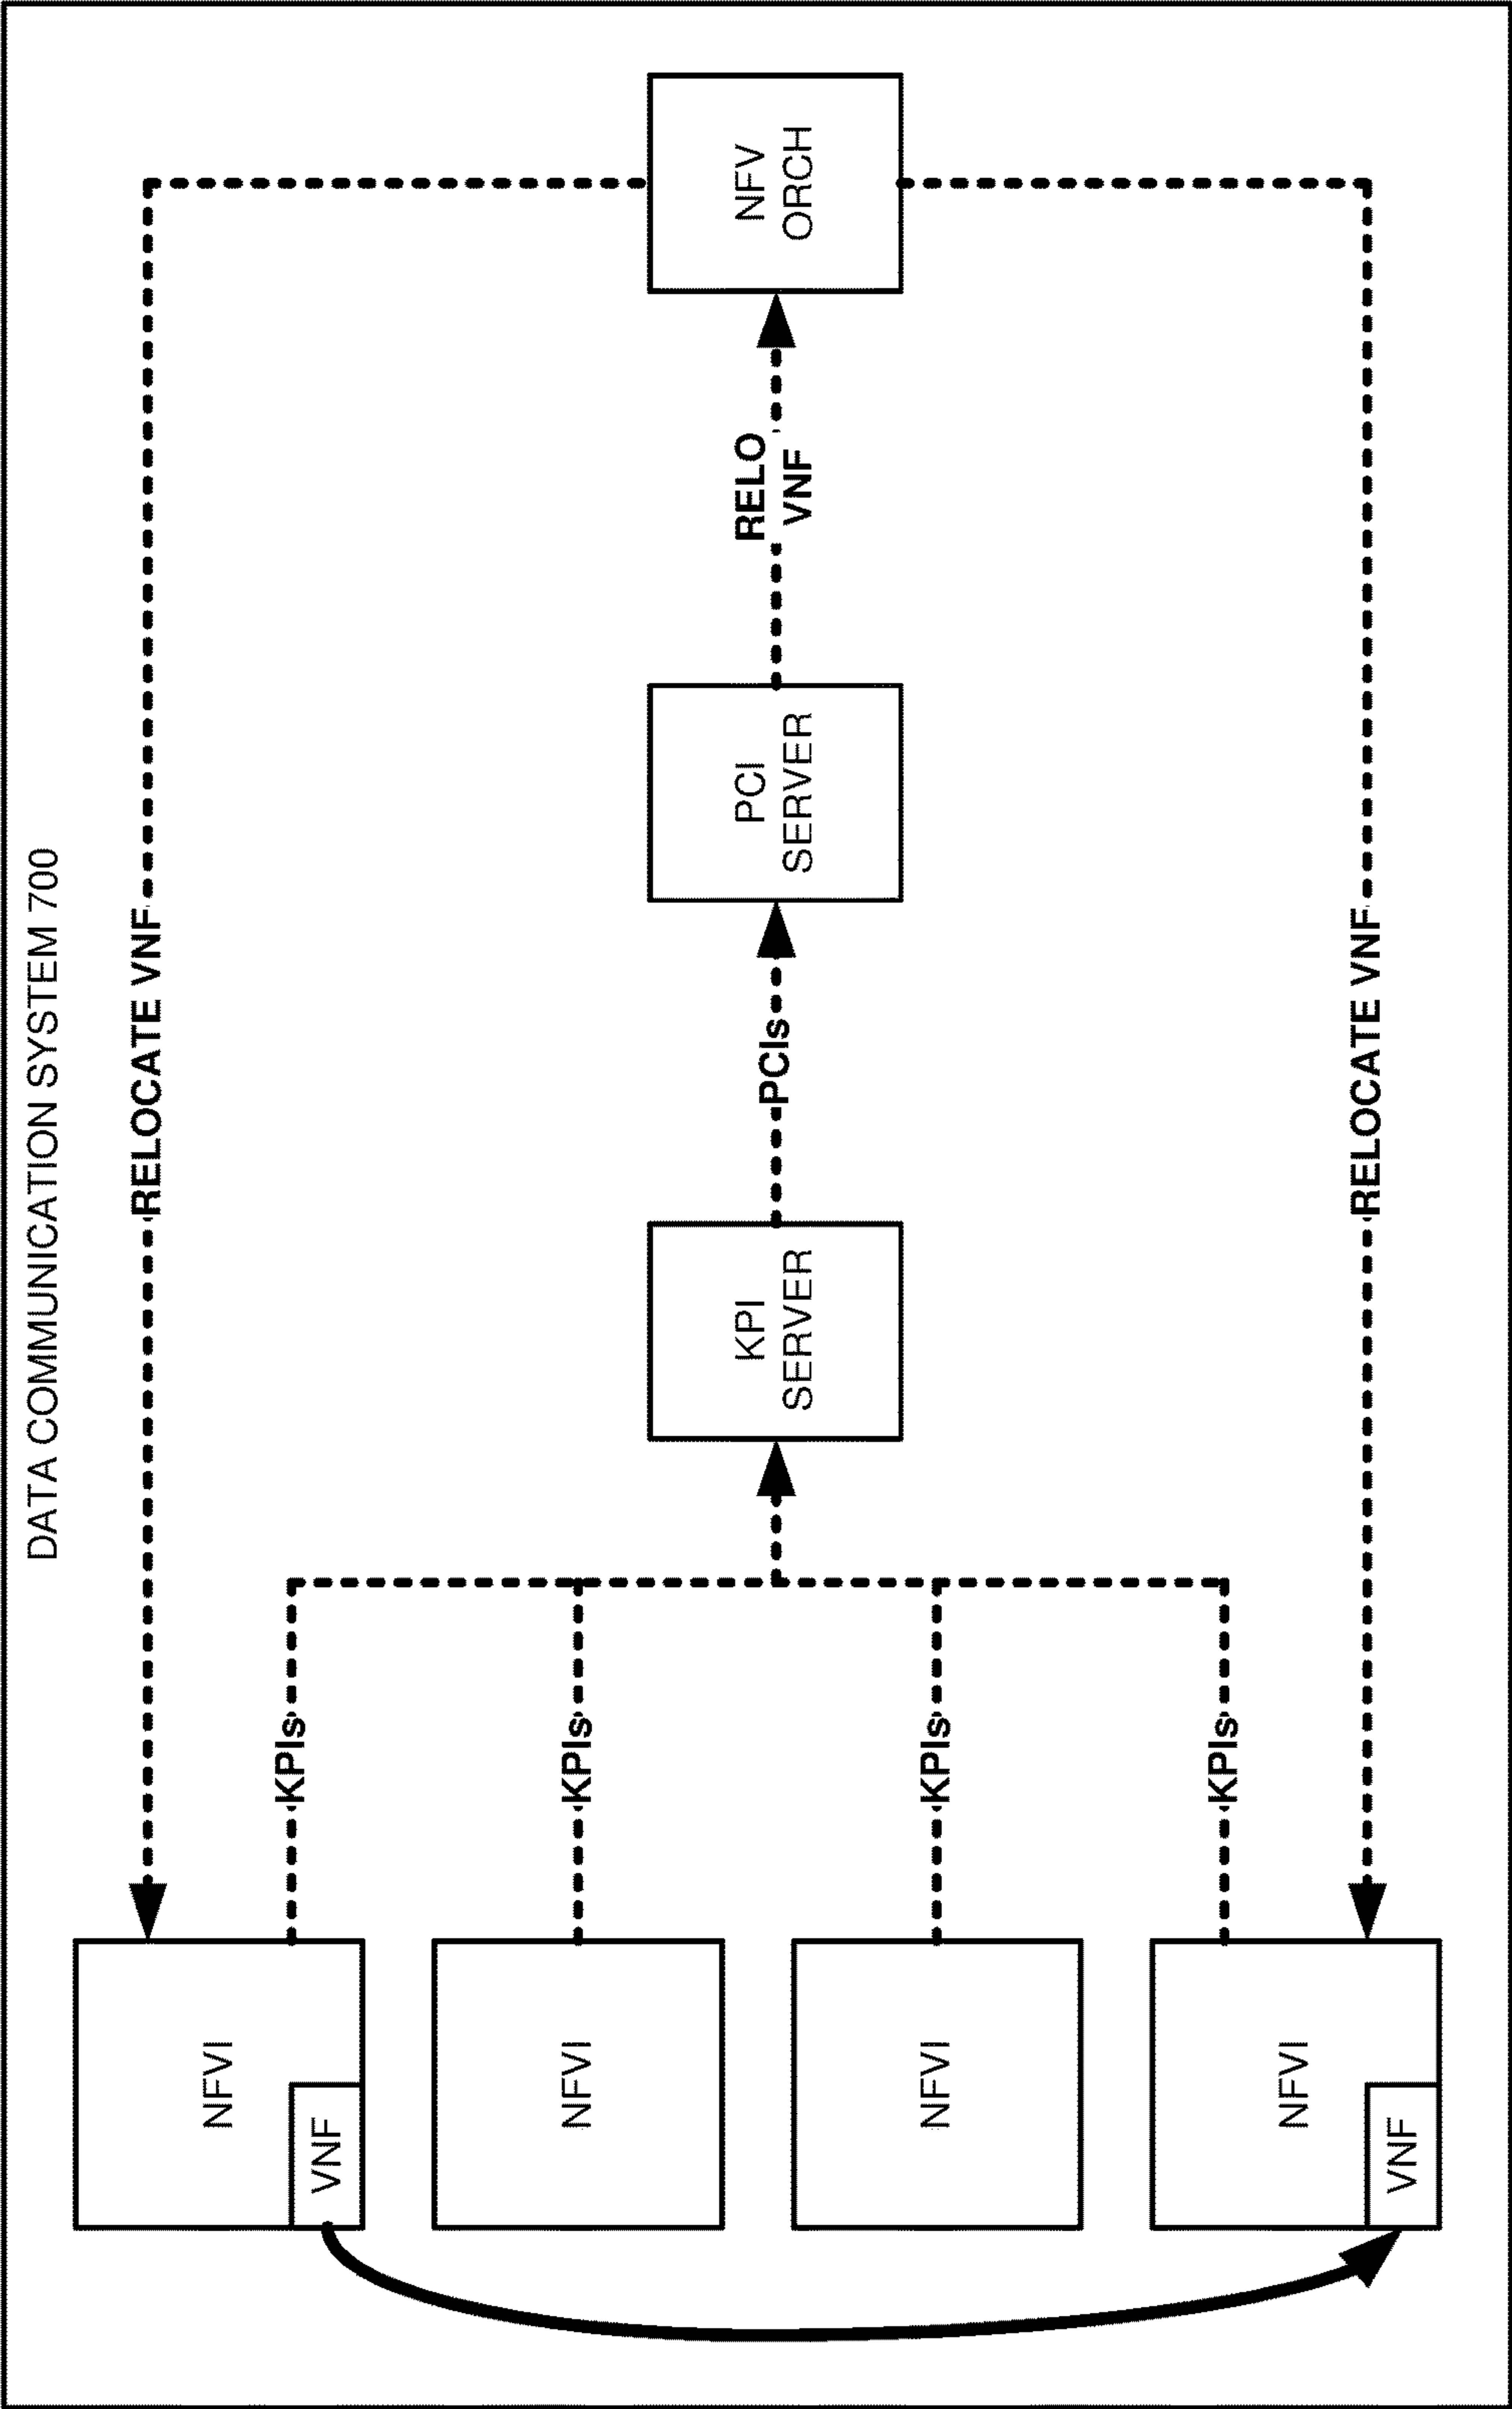 DATA COMMUNICATION SYSTEM 700
RELOCATE VNF
NFVI
KPIs
VNF
NFVI
KPIs
KPI
SERVER
PCIs
PCI
SERVER
RELO
VNF
NFV
ORCH
NFVI
KPIs
KPIs
NFVI
RELOCATE VNF
VNF